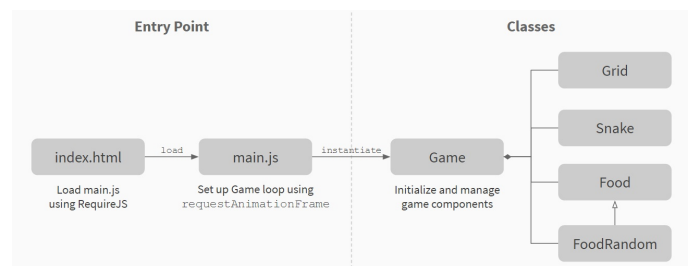 Entry Point
Classes
Grid
Snake
index.html
load
main.js
instantiate
Game
Load main.js
using RequireJS
Set up Game loop using
requestAnimationFrame
Initialize and manage
game components
Food
FoodRandom